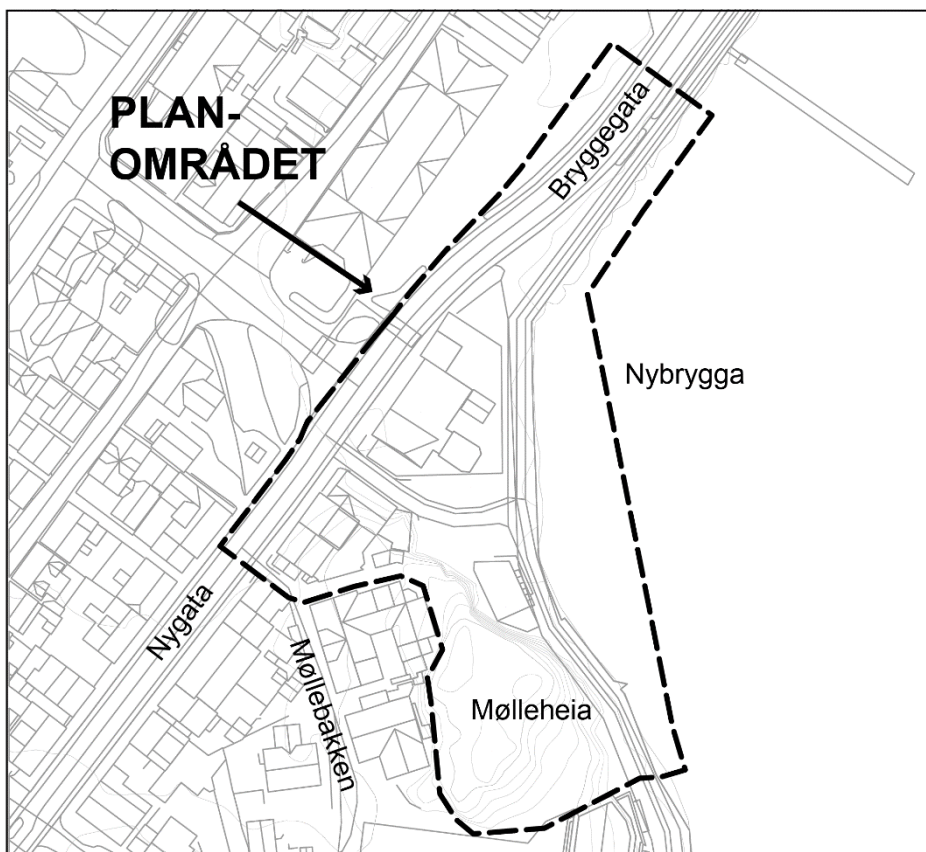 PLAN-
OMRÅDET
Bryggegata
Nybrygga
Nygata
Møllebakken
Mølleheia